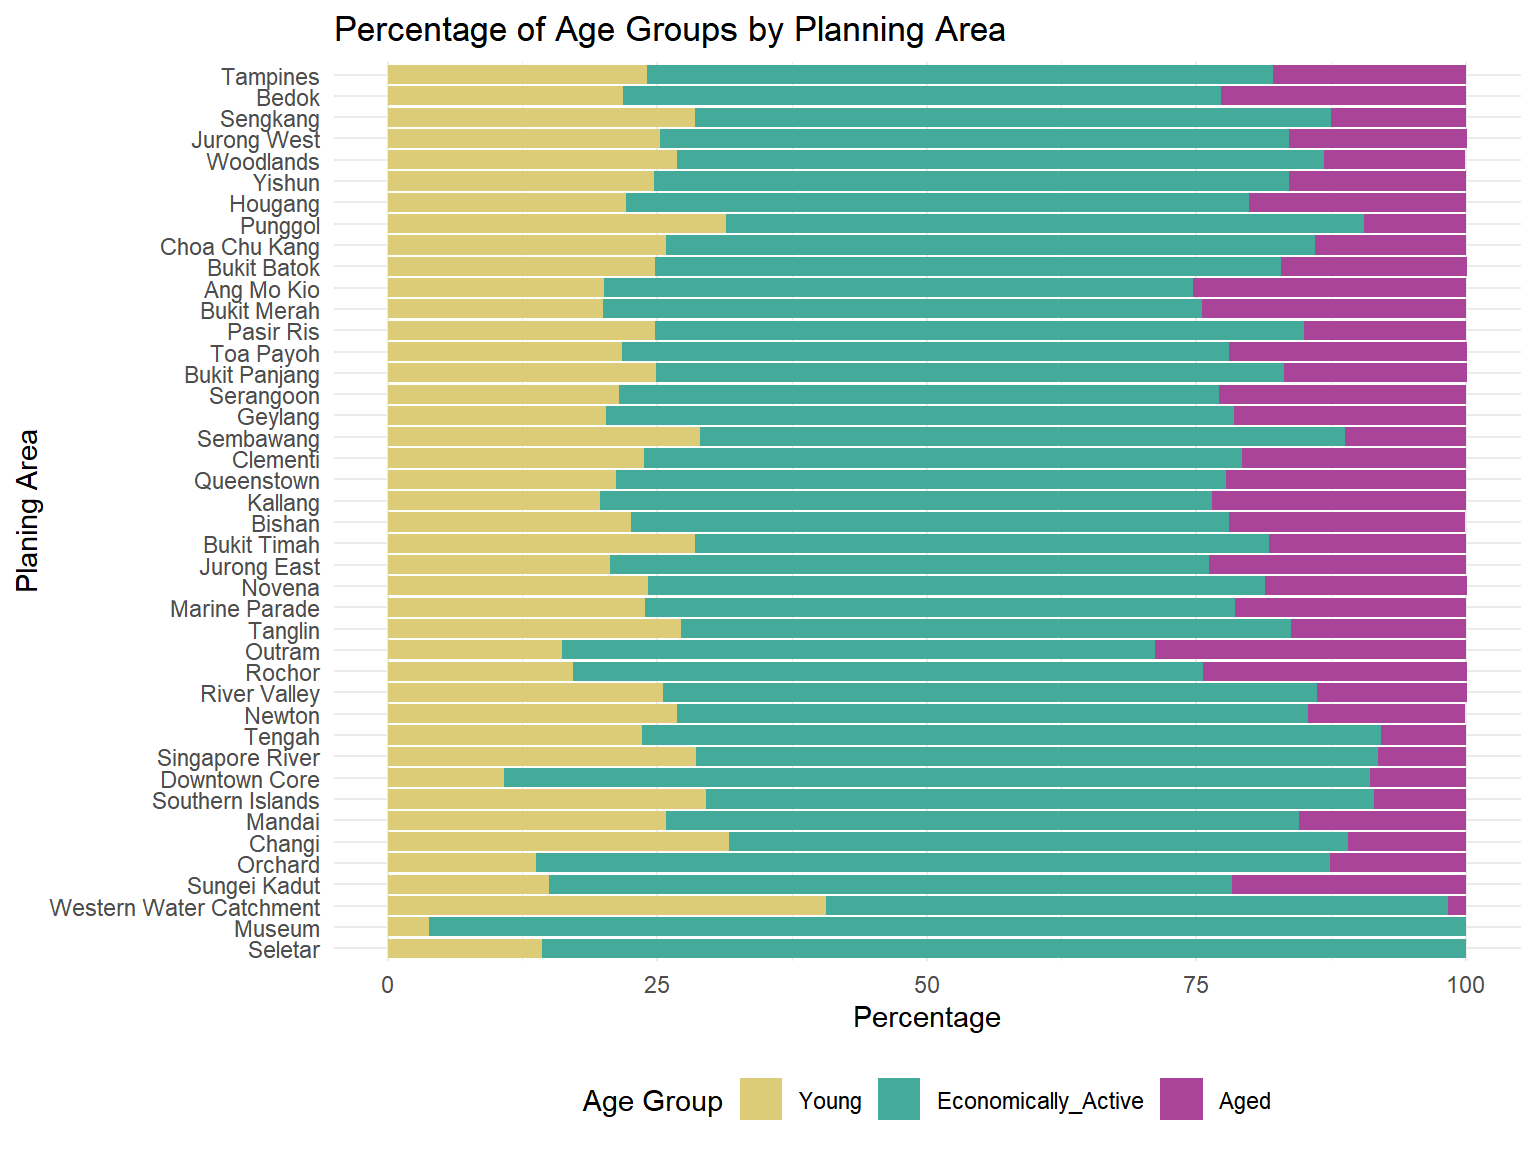 Percentage of Age Groups by Planning Area
Planing Area
Tampines
Bedok
Sengkang
Jurong West
Woodlands
Yishun
Hougang
Punggol
Choa Chu Kang
Bukit Batok
Ang Mo Kio
Bukit Merah
Pasir Ris
Toa Payoh
Bukit Panjang
Serangoon
Geylang
Sembawang
Clementi
Queenstown
Kallang
Bishan
Bukit Timah
Jurong East
Novena
Marine Parade
Tanglin
Outram
Rochor
River Valley
Newton
Tengah
Singapore River
Downtown Core
Southern Islands
Mandai
Changi
Orchard
Sungei Kadut
Western Water Catchment
Museum
Seletar
0 25 50 75 100
Percentage
Age Group Young Economically_Active Aged